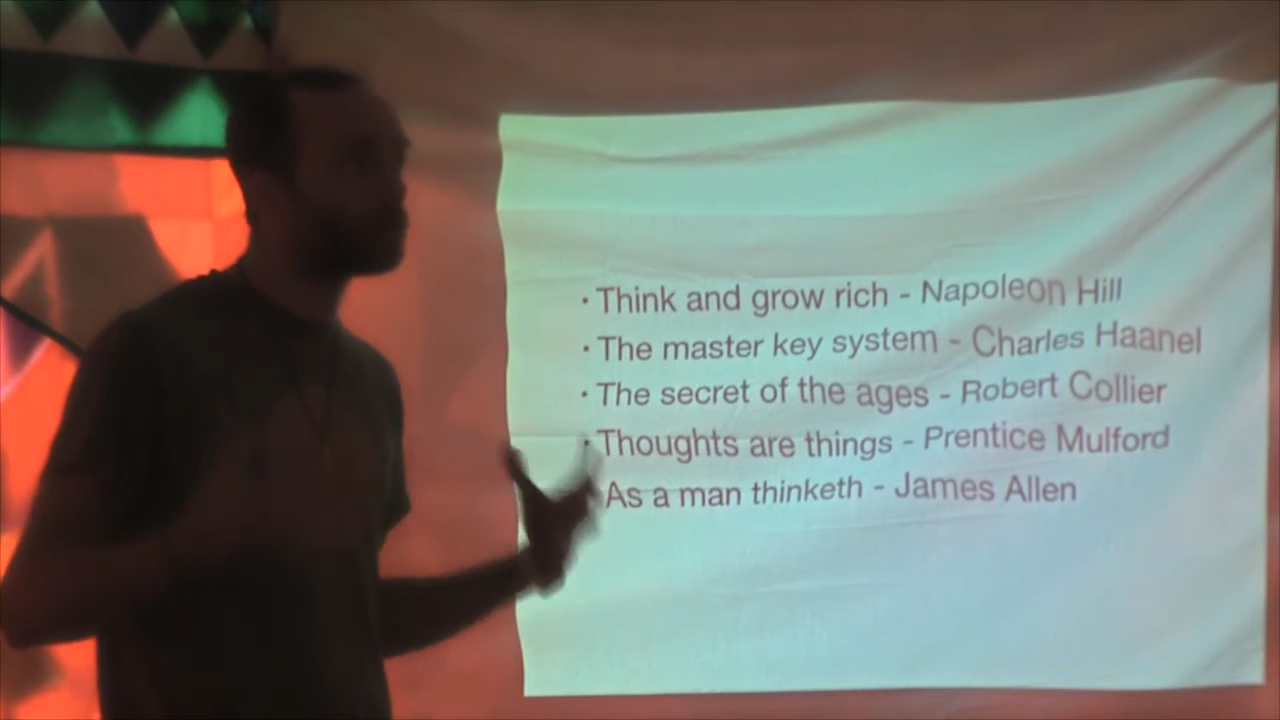 · Think and grow rich - Napoleon Hill
· The master key system - Charles Haanel
· The secret of the ages - Robert Collier
· Thoughts are things - Prentice Mulford
As a man thinketh - James Allen